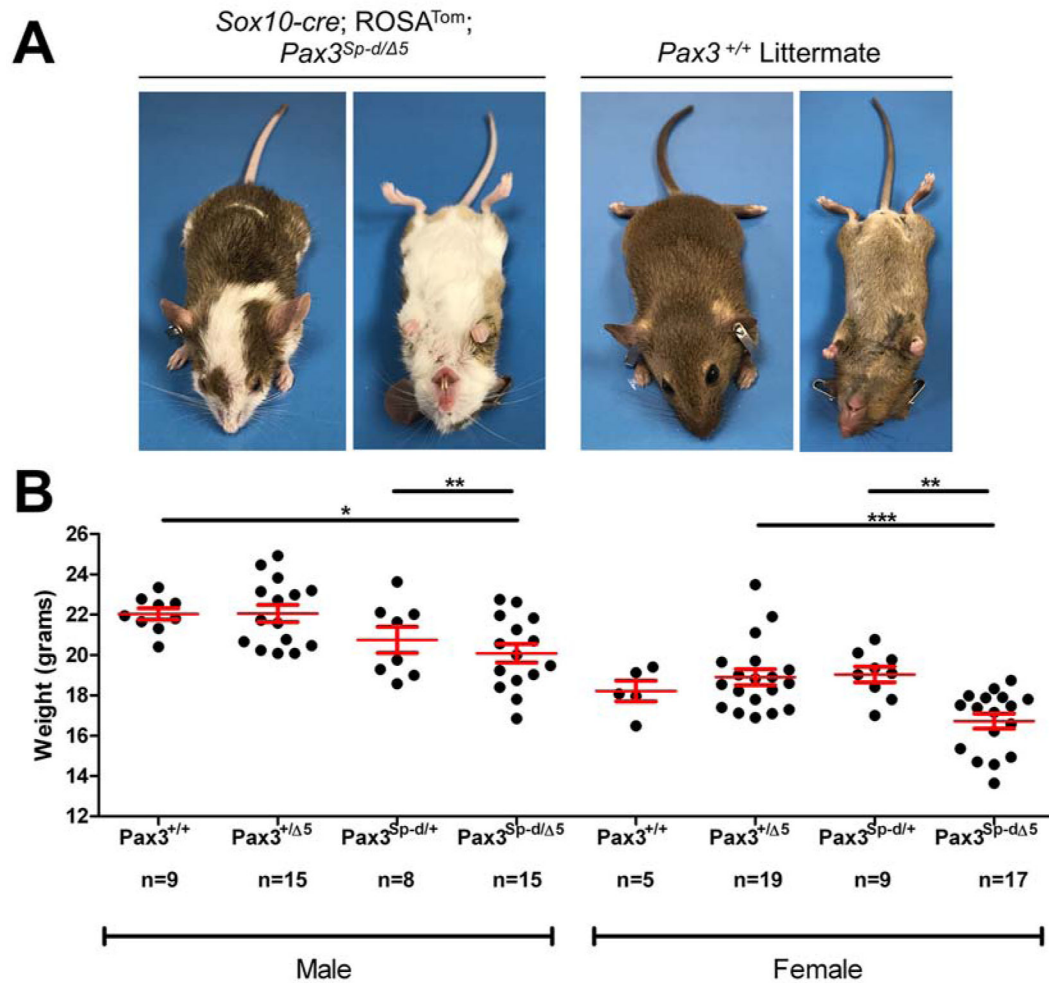 A
Sox10-cre; ROSAᵀᵒᵐ;
Pax3ˢᵖ⁻ᵈ/Δ⁵
Pax3 ⁺/⁺ Littermate
B
** **
* ***
Weight (grams)
26
24
22
20
18
16
14
12
Pax3⁺/⁺ Pax3⁺/Δ⁵ Pax3ˢᵖ⁻ᵈ/⁺ Pax3ˢᵖ⁻ᵈ/Δ⁵ Pax3⁺/⁺ Pax3⁺/Δ⁵ Pax3ˢᵖ⁻ᵈ/⁺ Pax3ˢᵖ⁻ᵈΔ⁵
n=9 n=15 n=8 n=15 n=5 n=19 n=9 n=17
Male Female